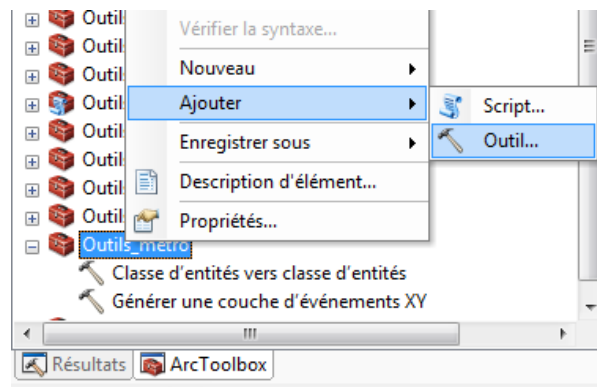 Outil
Vérifier la syntaxe...
Outil
Outil
Nouveau
Outil
Ajouter
Script...
Outil
Enregistrer sous
Outil...
Outil
Outil
Description d'élément...
Outil
Propriétés...
Outils_métro
Classe d'entités vers classe d'entités
Générer une couche d'événements XY
Résultats
ArcToolbox